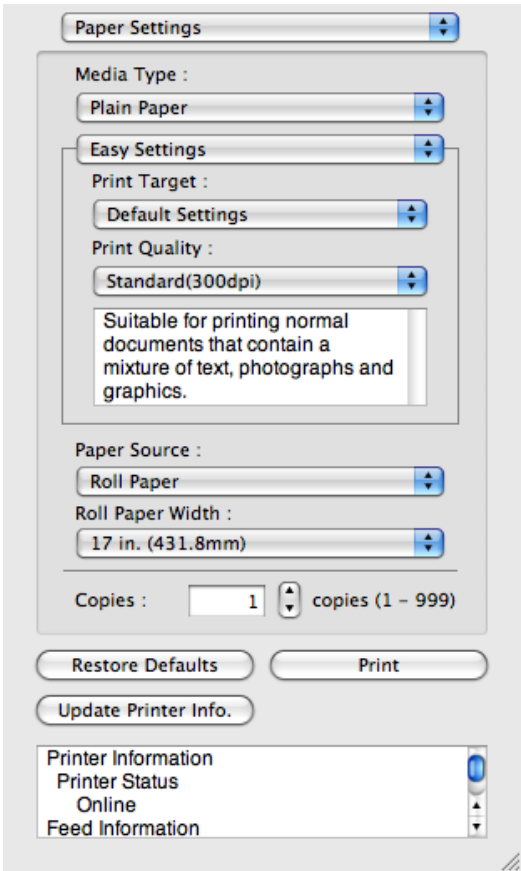 Paper Settings
Media Type :
Plain Paper
Easy Settings
Print Target :
Default Settings
Print Quality :
Standard(300dpi)
Suitable for printing normal
documents that contain a
mixture of text, photographs and
graphics.
Paper Source :
Roll Paper
Roll Paper Width :
17 in. (431.8mm)
Copies : 1 copies (1 – 999)
Restore Defaults Print
Update Printer Info.
Printer Information
Printer Status
Online
Feed Information